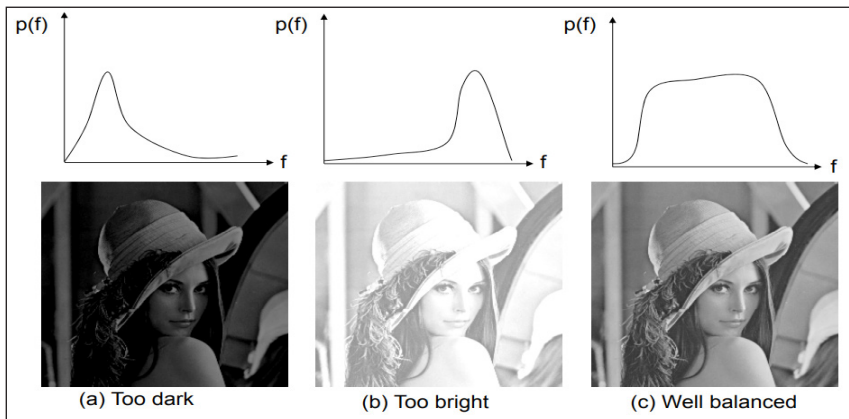 p(f)
f
p(f)
f
p(f)
f
(a) Too dark
(b) Too bright
(c) Well balanced